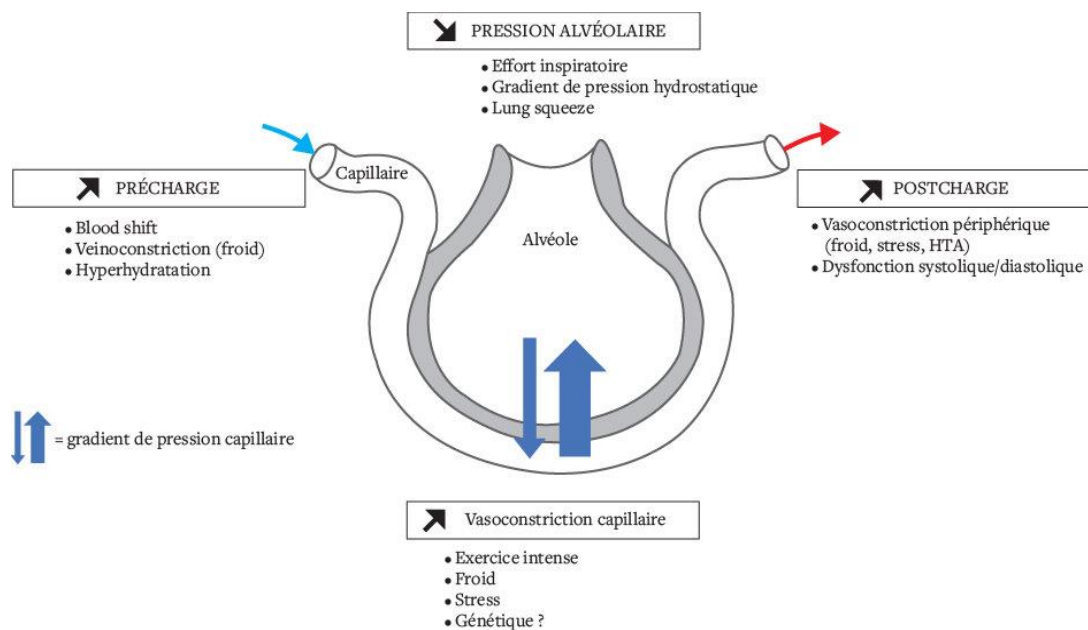 PRESSION ALVÉOLAIRE
• Effort inspiratoire
• Gradient de pression hydrostatique
• Lung squeeze
Capillaire
PRÉCHARGE
• Blood shift
• Veinoconstriction (froid)
• Hyperhydratation
Alvéole
POSTCHARGE
• Vasoconstriction périphérique
(froid, stress, HTA)
• Dysfonction systolique/diastolique
= gradient de pression capillaire
Vasoconstriction capillaire
• Exercice intense
• Froid
• Stress
• Génétique ?